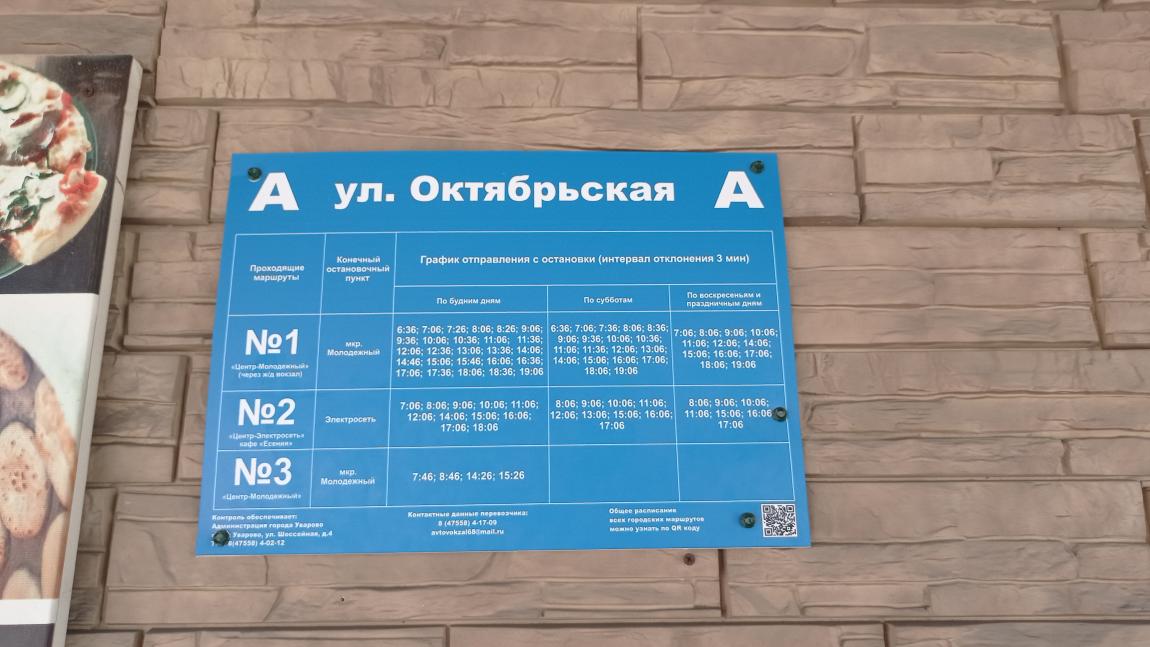 А ул. Октябрьская А
Проходящие
маршруты
Конечный
остановочный
пункт
График отправления с остановки (интервал отклонения 3 мин)
По будним дням
По субботам
По воскресеньям и
праздничным дням
№1
«Центр-Молодежный»
(через ж/д вокзал)
мкр.
Молодежный
6:36; 7:06; 7:26; 8:06; 8:26; 9:06;
9:36; 10:06; 10:36; 11:06; 11:36;
12:06; 12:36; 13:06; 13:36; 14:06;
14:46; 15:06; 15:46; 16:06; 16:36;
17:06; 17:36; 18:06; 18:36; 19:06
6:36; 7:06; 7:36; 8:06; 8:36;
9:06; 9:36; 10:06; 10:36;
11:06; 11:36; 12:06; 13:06;
14:06; 15:06; 16:06; 17:06;
18:06; 19:06
7:06; 8:06; 9:06; 10:06;
11:06; 12:06; 14:06;
15:06; 16:06; 17:06;
18:06; 19:06
№2
«Центр-Электросеть»
кафе «Есения»
Электросеть
7:06; 8:06; 9:06; 10:06; 11:06;
12:06; 14:06; 15:06; 16:06;
17:06; 18:06
8:06; 9:06; 10:06; 11:06;
12:06; 13:06; 15:06; 16:06;
17:06
8:06; 9:06; 10:06;
11:06; 15:06; 16:06
17:06
№3
«Центр-Молодежный»
мкр.
Молодежный
7:46; 8:46; 14:26; 15:26
Контроль обеспечивает:
Администрация города Уварово
Уварово, ул. Шоссейная, д.4
8(47558) 4-02-12
Контактные данные перевозчика:
8 (47558) 4-17-09
avtovokzal68@mail.ru
Общее расписание
всех городских маршрутов
можно узнать по QR коду